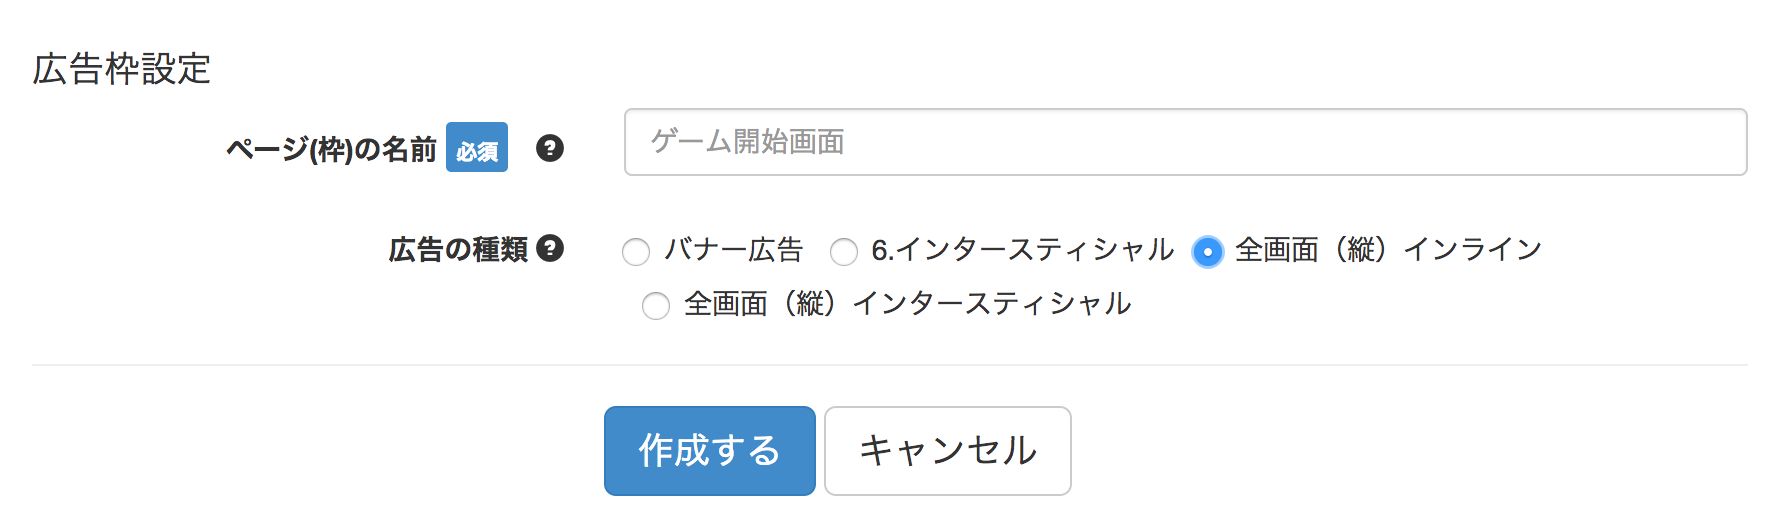 広告枠設定
ページ(枠)の名前 必須 ? ゲーム開始画面
広告の種類 ? バナー広告 6.インタースティシャル 全画面（縦）インライン
全画面（縦）インタースティシャル
作成する キャンセル